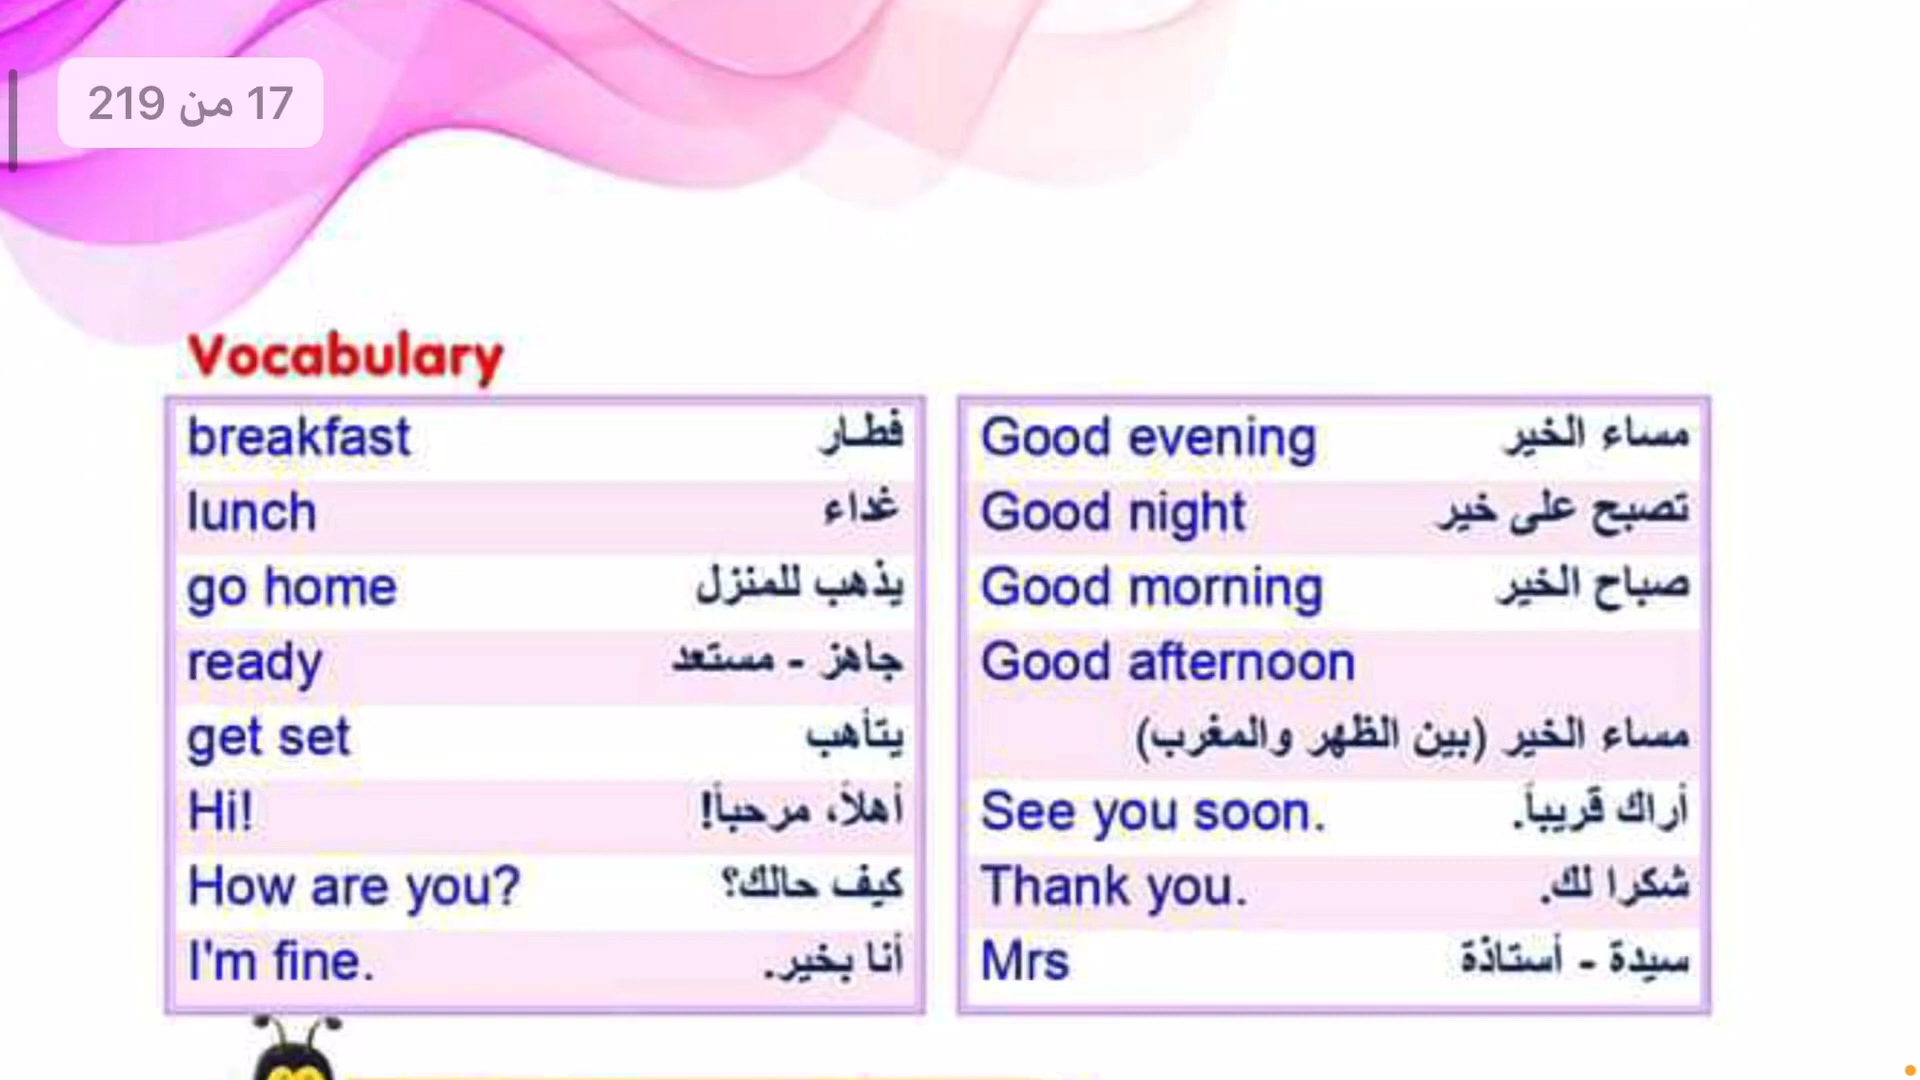 17 من 219
Vocabulary
breakfast فطار
lunch غداء
go home يذهب للمنزل
ready جاهز - مستعد
get set يتأهب
Hi! أهلاً، مرحباً!
How are you? كيف حالك؟
I'm fine. أنا بخير.
Good evening مساء الخير
Good night تصبح على خير
Good morning صباح الخير
Good afternoon
مساء الخير (بين الظهر والمغرب)
See you soon. أراك قريباً.
Thank you. شكرا لك.
Mrs سيدة - أستاذة